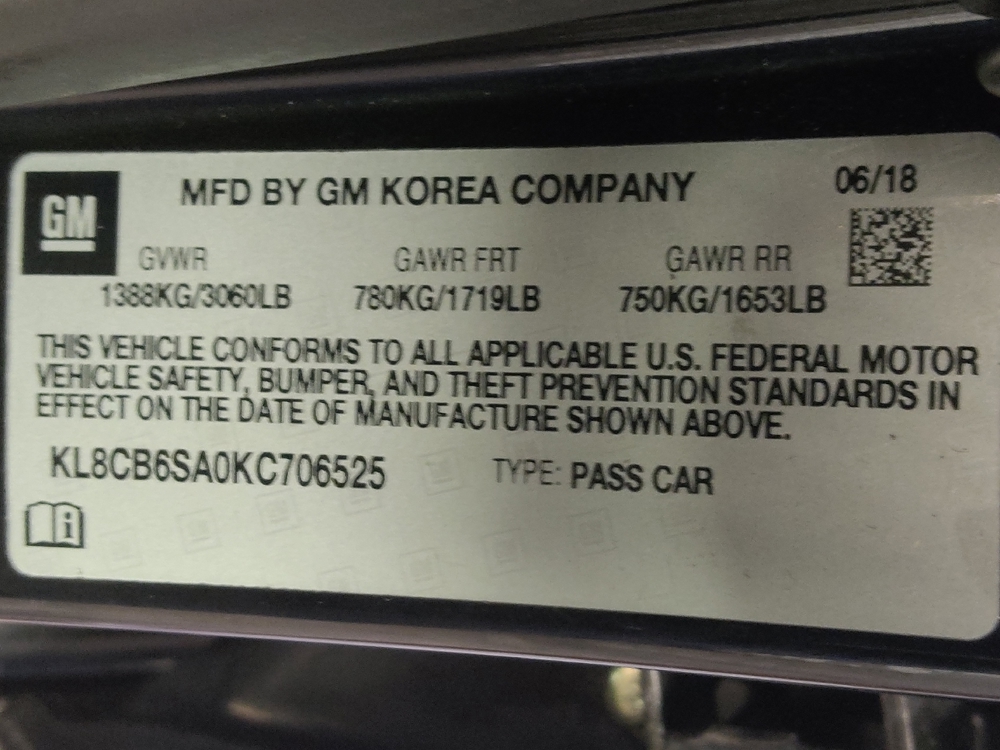 GM
MFD BY GM KOREA COMPANY
06/18
GVWR GAWR FRT GAWR RR
1388KG/3060LB 780KG/1719LB 750KG/1653LB
THIS VEHICLE CONFORMS TO ALL APPLICABLE U.S. FEDERAL MOTOR
VEHICLE SAFETY, BUMPER, AND THEFT PREVENTION STANDARDS IN
EFFECT ON THE DATE OF MANUFACTURE SHOWN ABOVE.
KL8CB6SA0KC706525 TYPE: PASS CAR